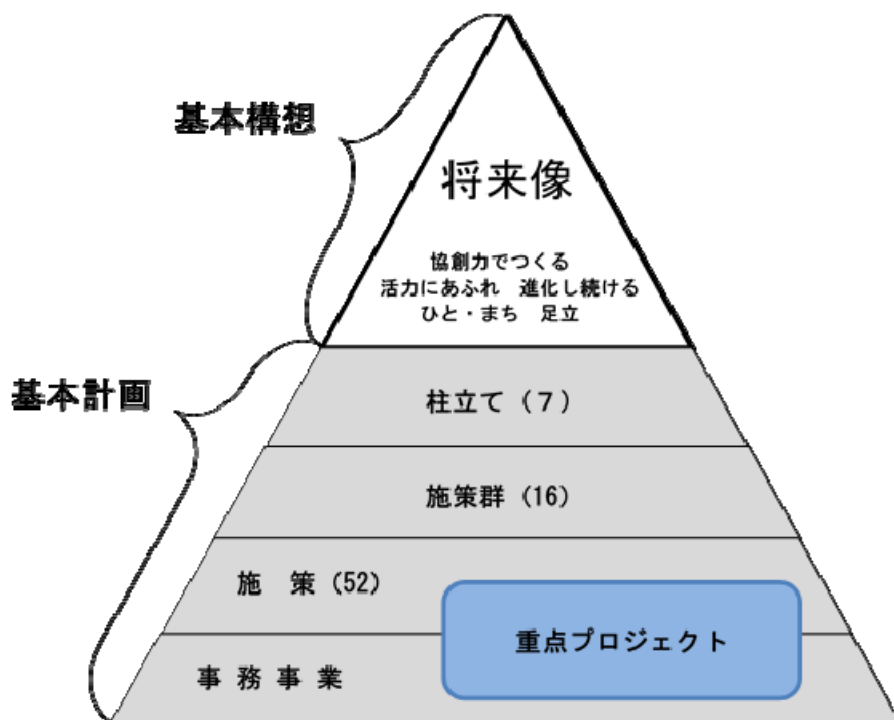 基本構想
将来像
協創力でつくる
活力にあふれ 進化し続ける
ひと・まち 足立
基本計画
柱立て（7）
施策群（16）
施 策（52）
重点プロジェクト
事 務 事 業